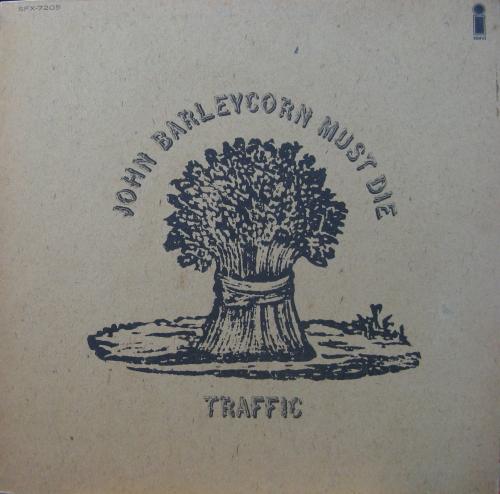 SFX-7205
JOHN BARLEYCORN MUST DIE
TRAFFIC